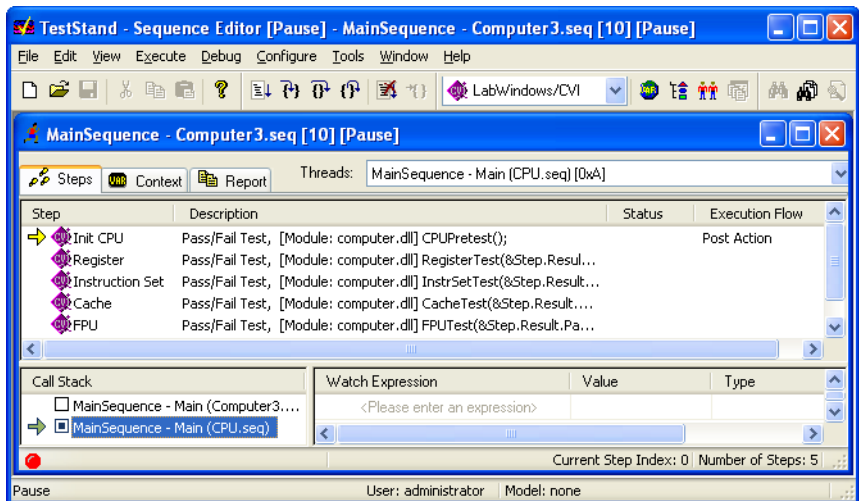 TestStand - Sequence Editor [Pause] - MainSequence - Computer3.seq [10] [Pause]
File Edit View Execute Debug Configure Tools Window Help
LabWindows/CVI
MainSequence - Computer3.seq [10] [Pause]
Steps Context Report Threads: MainSequence - Main (CPU.seq) [0xA]
Step Description Status Execution Flow
Init CPU Pass/Fail Test, [Module: computer.dll] CPUPretest(); Post Action
Register Pass/Fail Test, [Module: computer.dll] RegisterTest(&Step.Resul...
Instruction Set Pass/Fail Test, [Module: computer.dll] InstrSetTest(&Step.Result...
Cache Pass/Fail Test, [Module: computer.dll] CacheTest(&Step.Result....
FPU Pass/Fail Test, [Module: computer.dll] FPUTest(&Step.Result.Pa...
Call Stack Watch Expression Value Type
MainSequence - Main (Computer3.... <Please enter an expression>
MainSequence - Main (CPU.seq)
Current Step Index: 0 Number of Steps: 5
Pause User: administrator Model: none